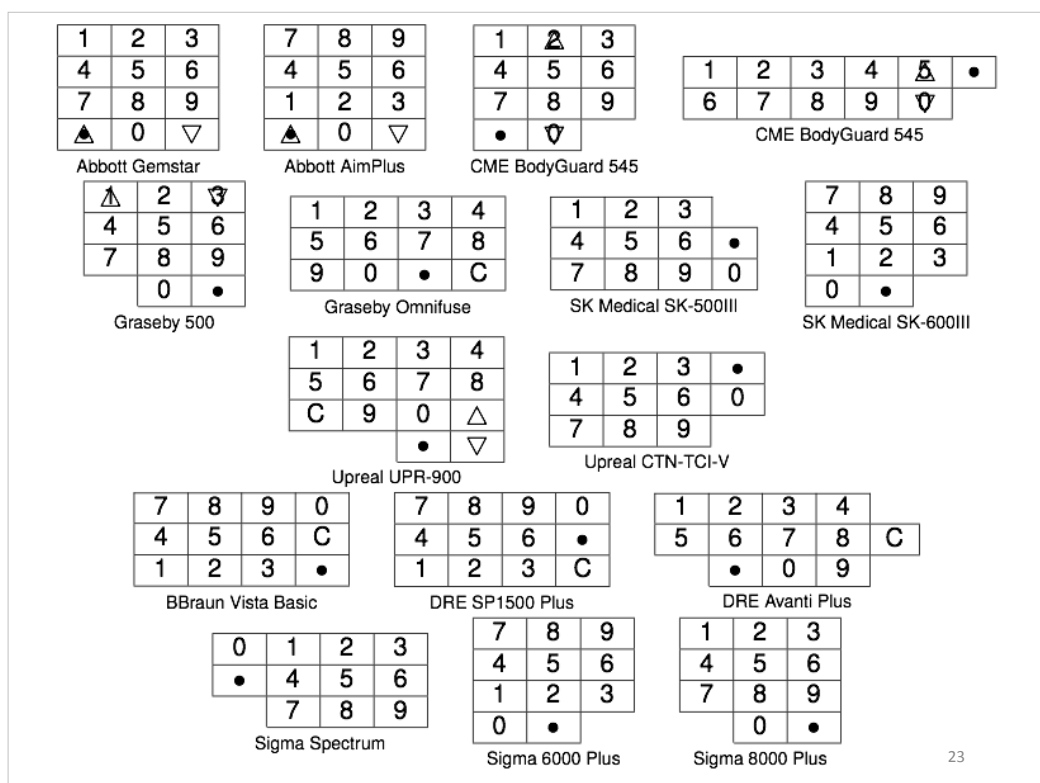 1 2 3
4 5 6
7 8 9
△• 0 ▽
Abbott Gemstar
7 8 9
4 5 6
1 2 3
△• 0 ▽
Abbott AimPlus
1 2△ 3
4 5 6
7 8 9
• 0▽
CME BodyGuard 545
1 2 3 4 5△ •
6 7 8 9 0▽
CME BodyGuard 545
1△ 2 3▽
4 5 6
7 8 9
0 •
Graseby 500
1 2 3 4
5 6 7 8
9 0 • C
Graseby Omnifuse
1 2 3
4 5 6 •
7 8 9 0
SK Medical SK-500III
7 8 9
4 5 6
1 2 3
0 •
SK Medical SK-600III
1 2 3 4
5 6 7 8
C 9 0 △
• ▽
Upreal UPR-900
1 2 3 •
4 5 6 0
7 8 9
Upreal CTN-TCI-V
7 8 9 0
4 5 6 C
1 2 3 •
BBraun Vista Basic
7 8 9 0
4 5 6 •
1 2 3 C
DRE SP1500 Plus
1 2 3 4
5 6 7 8 C
• 0 9
DRE Avanti Plus
0 1 2 3
• 4 5 6
7 8 9
Sigma Spectrum
7 8 9
4 5 6
1 2 3
0 •
Sigma 6000 Plus
1 2 3
4 5 6
7 8 9
0 •
Sigma 8000 Plus
23